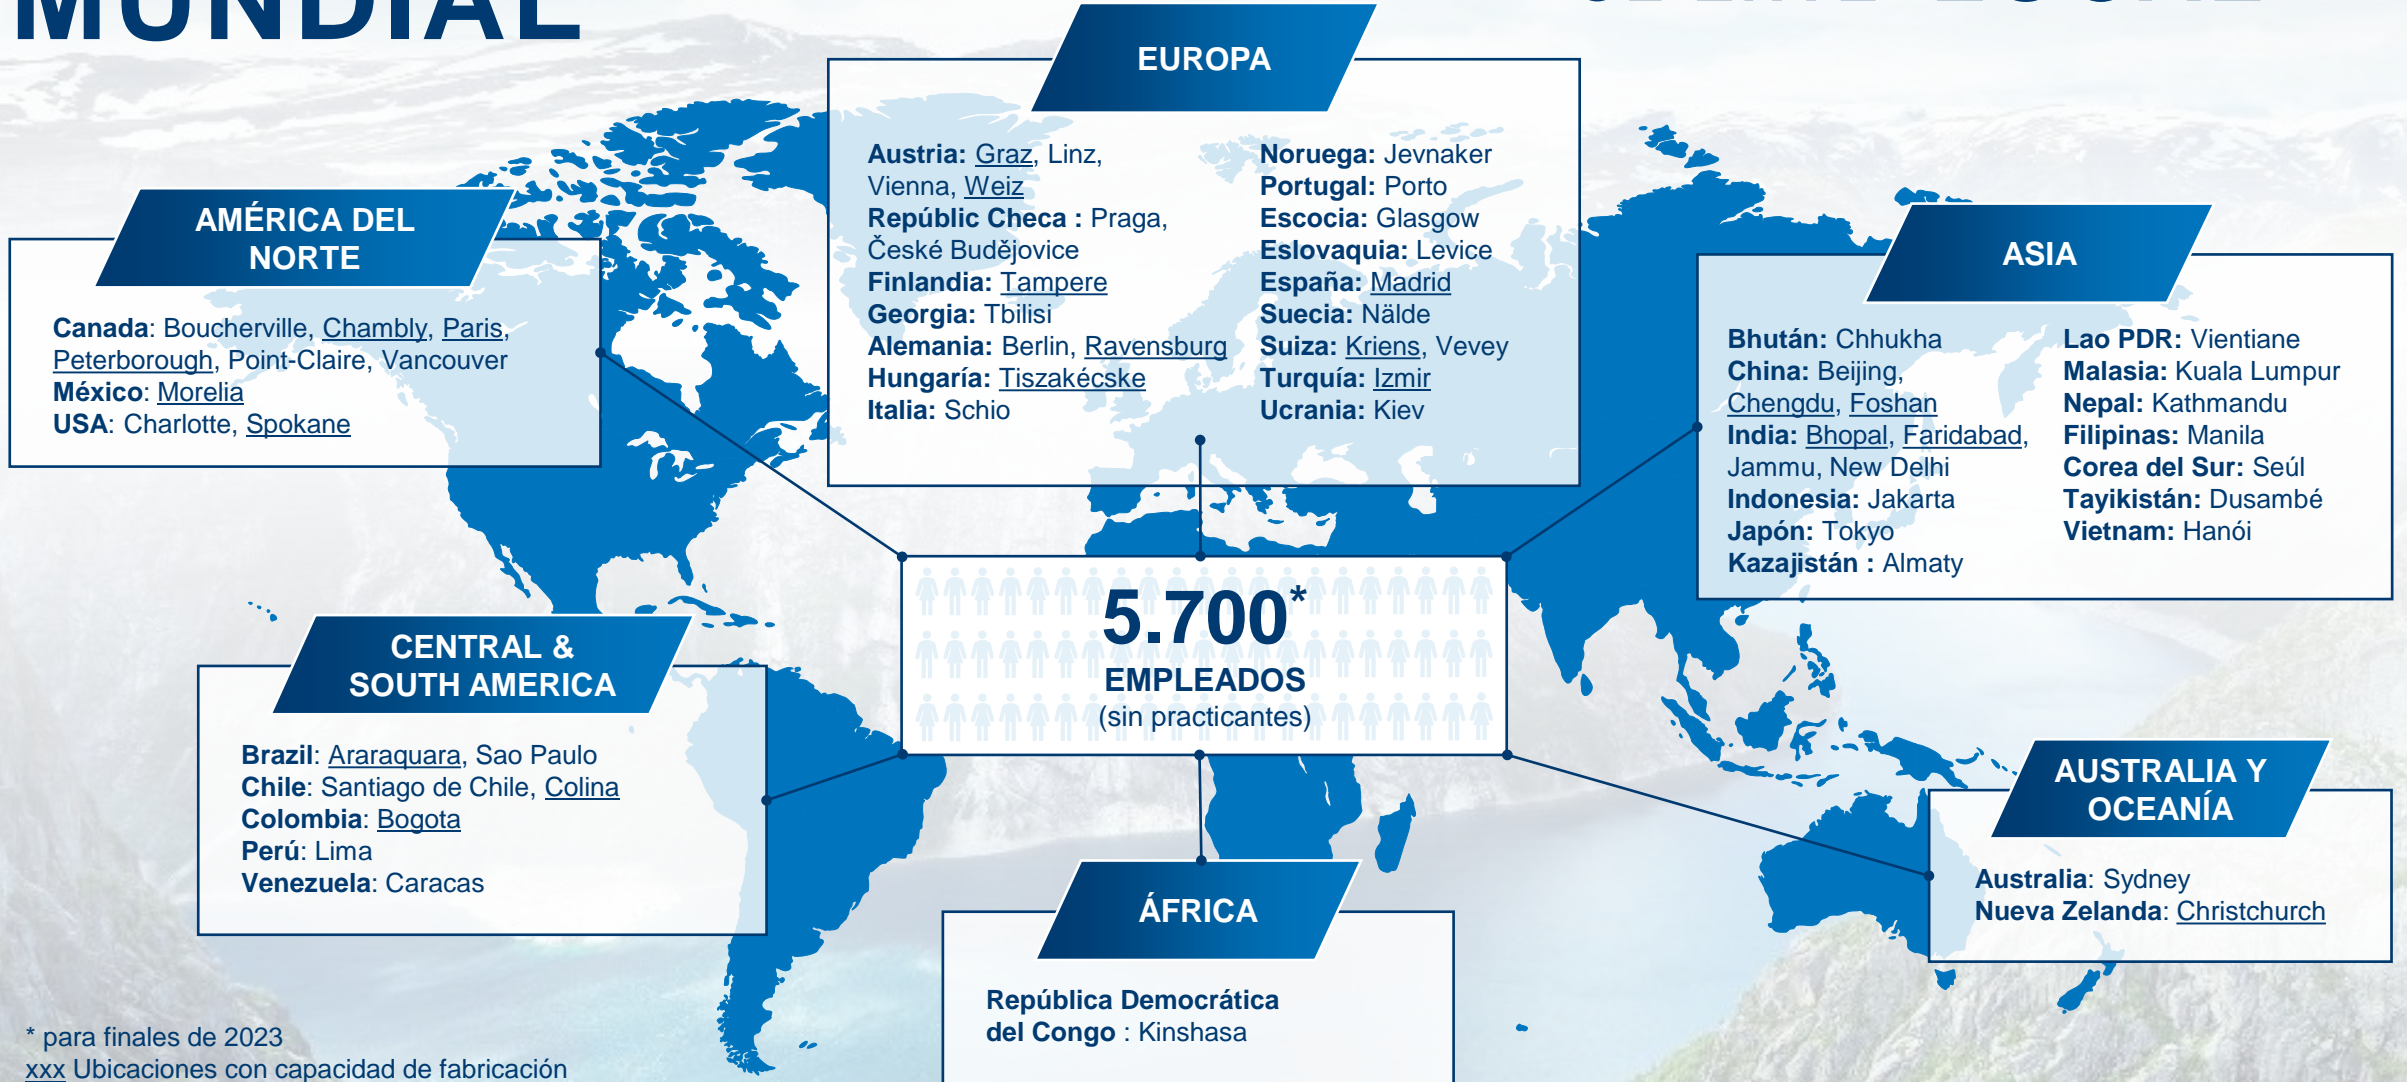 MUNDIAL
EUROPA
Austria: Graz, Linz,
Vienna, Weiz
Repúblic Checa : Praga,
České Budějovice
Finlandia: Tampere
Georgia: Tbilisi
Alemania: Berlin, Ravensburg
Hungaría: Tiszakécske
Italia: Schio
Noruega: Jevnaker
Portugal: Porto
Escocia: Glasgow
Eslovaquia: Levice
España: Madrid
Suecia: Nälde
Suiza: Kriens, Vevey
Turquía: Izmir
Ucrania: Kiev
AMÉRICA DEL
NORTE
Canada: Boucherville, Chambly, Paris,
Peterborough, Point-Claire, Vancouver
México: Morelia
USA: Charlotte, Spokane
ASIA
Bhután: Chhukha
China: Beijing,
Chengdu, Foshan
India: Bhopal, Faridabad,
Jammu, New Delhi
Indonesia: Jakarta
Japón: Tokyo
Kazajistán : Almaty
Lao PDR: Vientiane
Malasia: Kuala Lumpur
Nepal: Kathmandu
Filipinas: Manila
Corea del Sur: Seúl
Tayikistán: Dusambé
Vietnam: Hanói
5.700*
EMPLEADOS
(sin practicantes)
CENTRAL &
SOUTH AMERICA
Brazil: Araraquara, Sao Paulo
Chile: Santiago de Chile, Colina
Colombia: Bogota
Perú: Lima
Venezuela: Caracas
AUSTRALIA Y
OCEANÍA
Australia: Sydney
Nueva Zelanda: Christchurch
ÁFRICA
República Democrática
del Congo : Kinshasa
* para finales de 2023
xxx Ubicaciones con capacidad de fabricación